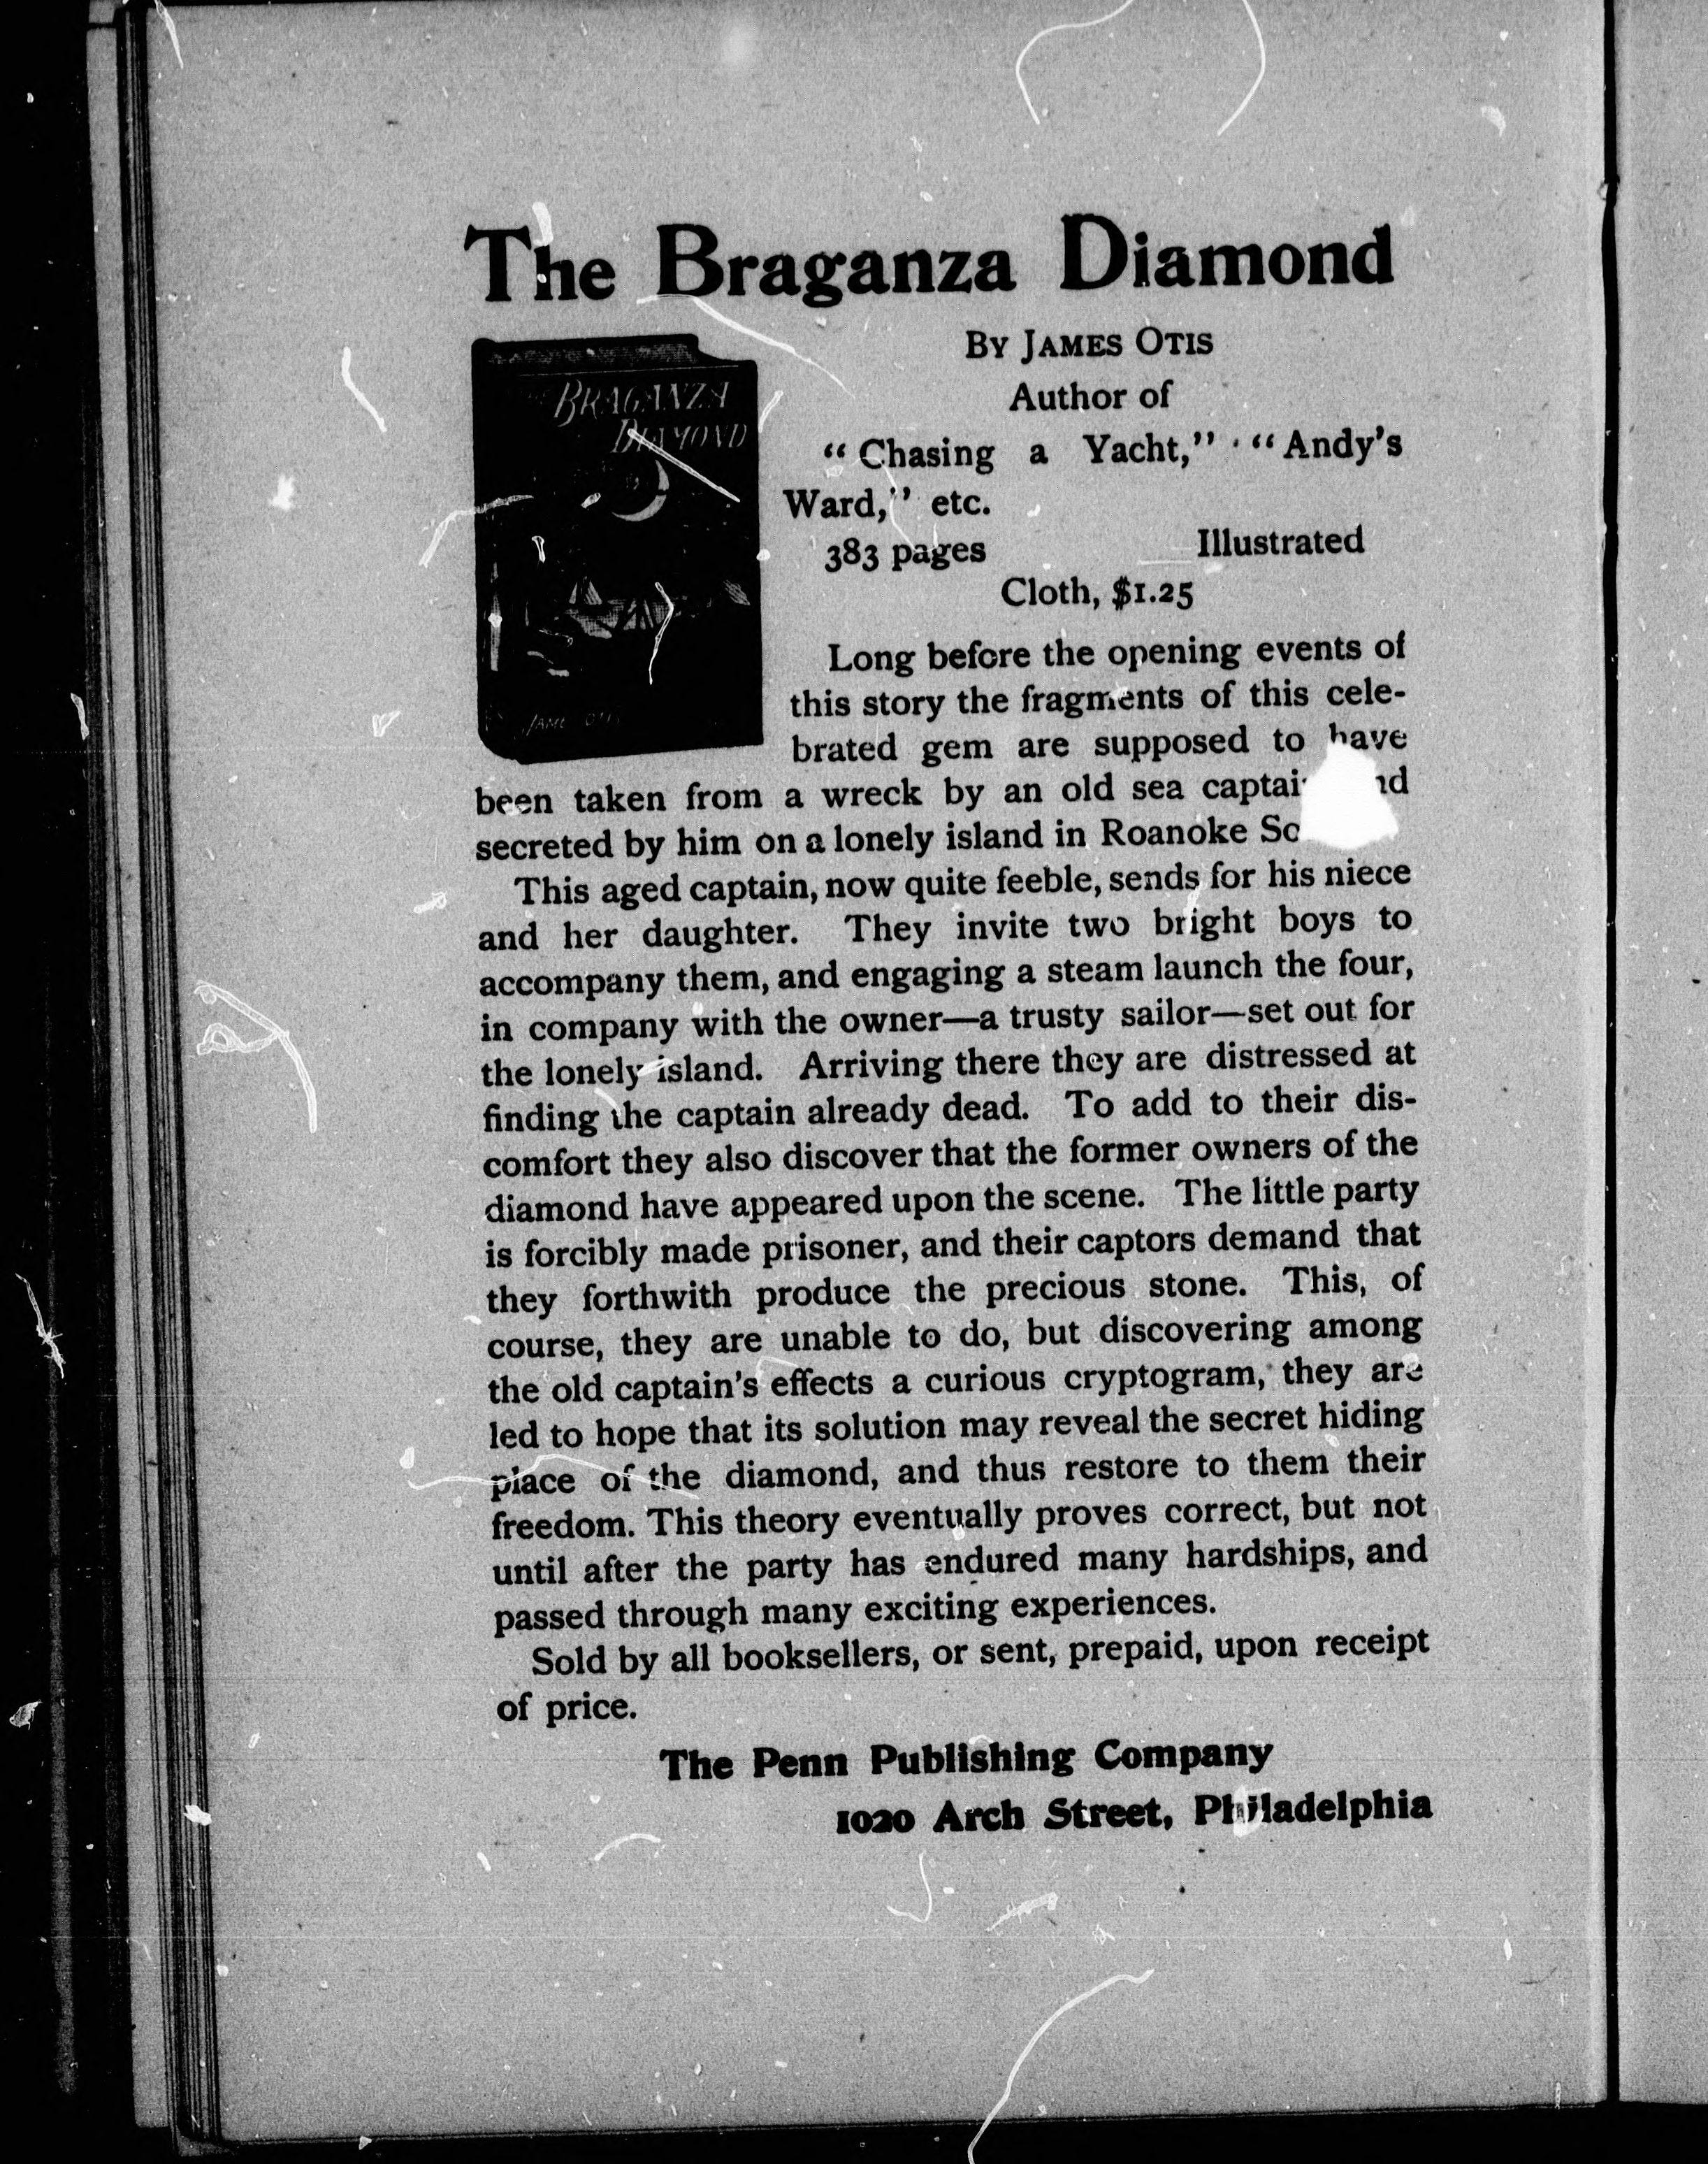 The Braganza Diamond
BRAGANZA
DIAMOND
By James Otis
Author of
“Chasing a Yacht,” “Andy's
Ward,” etc.
383 pages Illustrated
Cloth, $1.25
Long before the opening events of
this story the fragments of this cele-
brated gem are supposed to have
been taken from a wreck by an old sea
secreted by him on a lonely island in Roanoke
This aged captain, now quite feeble, sends for his niece
and her daughter. They invite two bright boys to
accompany them, and engaging a steam launch the four,
in company with the owner—a trusty sailor—set out for
the lonely island. Arriving there they are distressed at
finding the captain already dead. To add to their dis-
comfort they also discover that the former owners of the
diamond have appeared upon the scene. The little party
is forcibly made prisoner, and their captors demand that
they forthwith produce the precious stone. This, of
course, they are unable to do, but discovering among
the old captain's effects a curious cryptogram, they are
led to hope that its solution may reveal the secret hiding
place of the diamond, and thus restore to them their
freedom. This theory eventually proves correct, but not
until after the party has endured many hardships, and
passed through many exciting experiences.
Sold by all booksellers, or sent, prepaid, upon receipt
of price.
The Penn Publishing Company
1020 Arch Street, Philadelphia